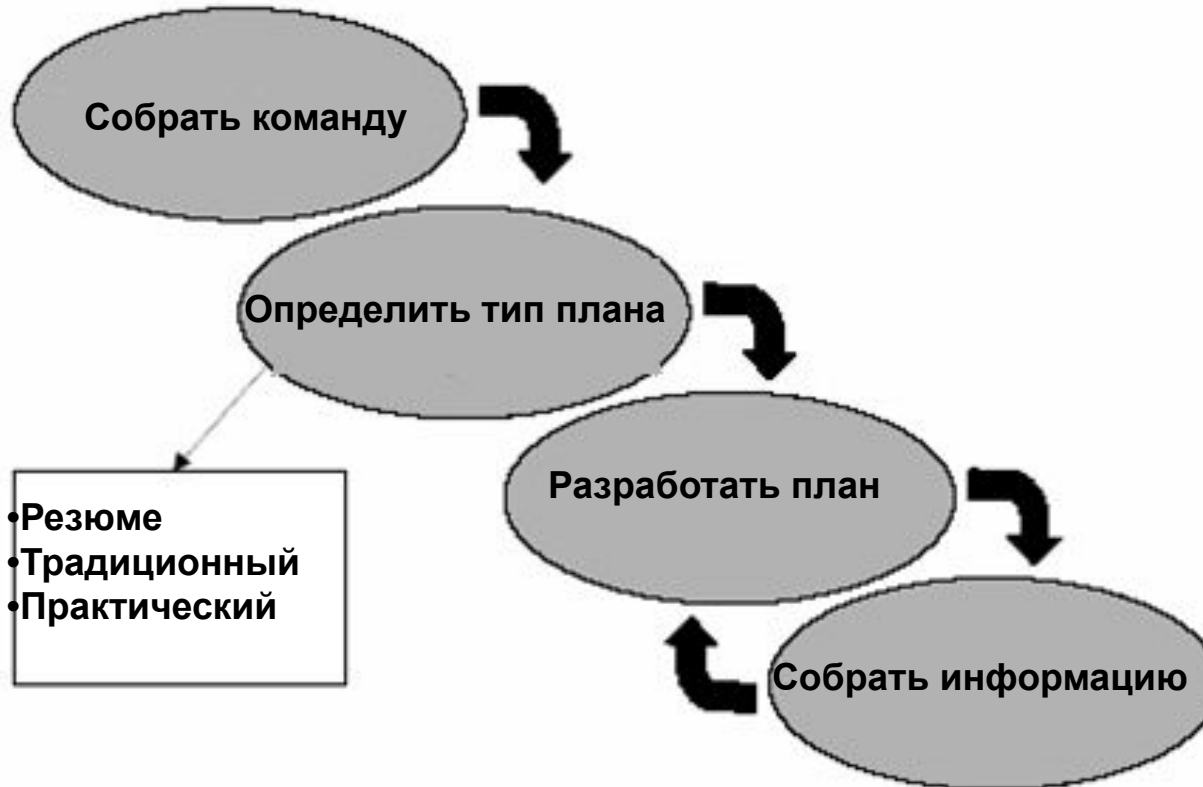 Собрать команду
Определить тип плана
Разработать план
•Резюме
•Традиционный
•Практический
Собрать информацию